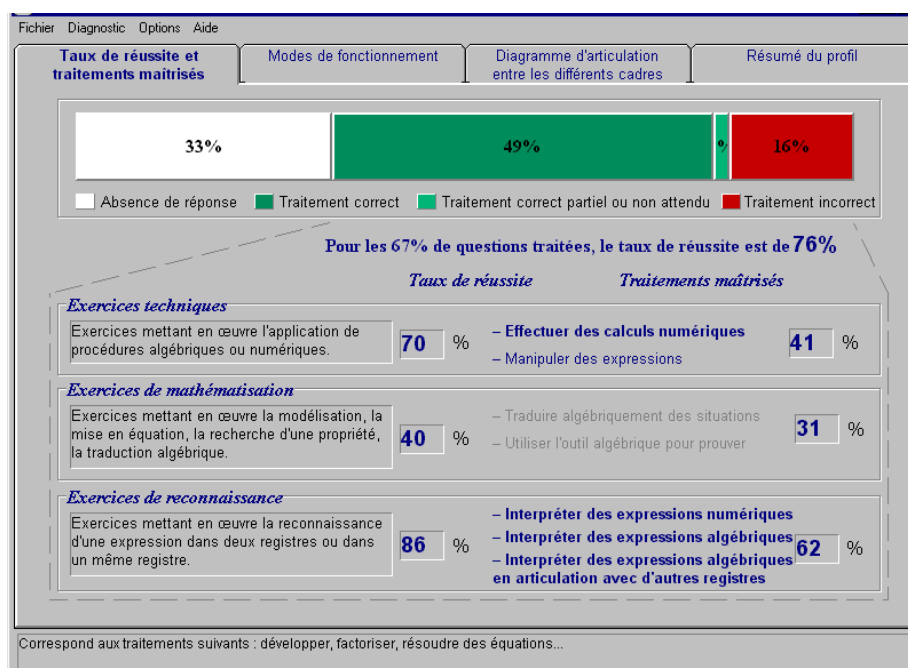 Fichier Diagnostic Options Aide
Taux de réussite et
traitements maîtrisés
Modes de fonctionnement
Diagramme d'articulation
entre les différents cadres
Résumé du profil
33% 49% % 16%
Absence de réponse Traitement correct Traitement correct partiel ou non attendu Traitement incorrect
Pour les 67% de questions traitées, le taux de réussite est de 76%
Taux de réussite Traitements maîtrisés
Exercices techniques
Exercices mettant en œuvre l'application de
procédures algébriques ou numériques.
70 %
– Effectuer des calculs numériques
– Manipuler des expressions
41 %
Exercices de mathématisation
Exercices mettant en œuvre la modélisation, la
mise en équation, la recherche d'une propriété,
la traduction algébrique.
40 %
– Traduire algébriquement des situations
– Utiliser l'outil algébrique pour prouver
31 %
Exercices de reconnaissance
Exercices mettant en œuvre la reconnaissance
d'une expression dans deux registres ou dans
un même registre.
86 %
– Interpréter des expressions numériques
– Interpréter des expressions algébriques
– Interpréter des expressions algébriques
en articulation avec d'autres registres
62 %
Correspond aux traitements suivants : développer, factoriser, résoudre des équations...